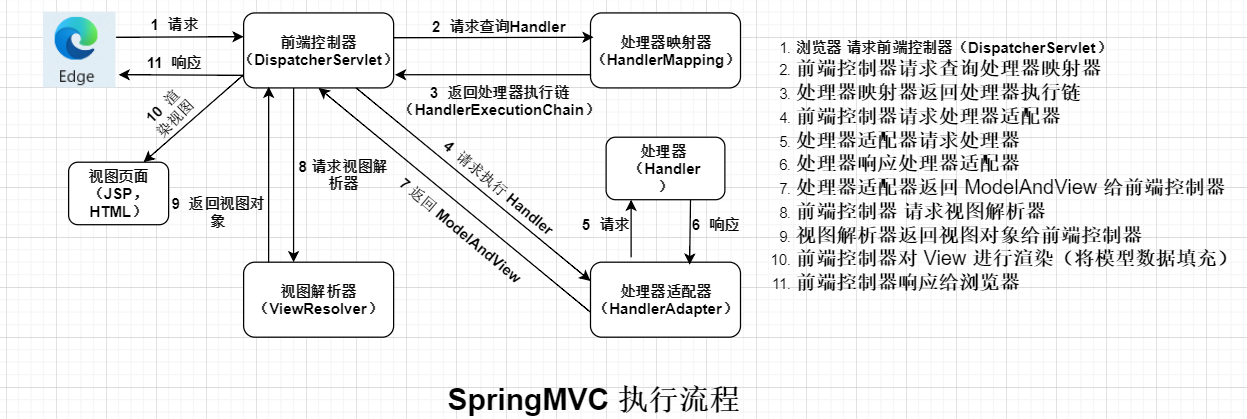 Edge
1 请求
11 响应
前端控制器
（DispatcherServlet）
2 请求查询Handler
处理器映射器
（HandlerMapping）
3 返回处理器执行链
（HandlerExecutionChain）
10 渲
染视图
视图页面
（JSP，
HTML）
9 返回视图对
象
8 请求视图解
析器
4 请求执行 Handler
7 返回 ModelAndView
处理器
（Handler
）
5 请求
6 响应
视图解析器
（ViewResolver）
处理器适配器
（HandlerAdapter）
1. 浏览器 请求前端控制器（DispatcherServlet）
2. 前端控制器请求查询处理器映射器
3. 处理器映射器返回处理器执行链
4. 前端控制器请求处理器适配器
5. 处理器适配器请求处理器
6. 处理器响应处理器适配器
7. 处理器适配器返回 ModelAndView 给前端控制器
8. 前端控制器 请求视图解析器
9. 视图解析器返回视图对象给前端控制器
10. 前端控制器对 View 进行渲染（将模型数据填充）
11. 前端控制器响应给浏览器
SpringMVC 执行流程